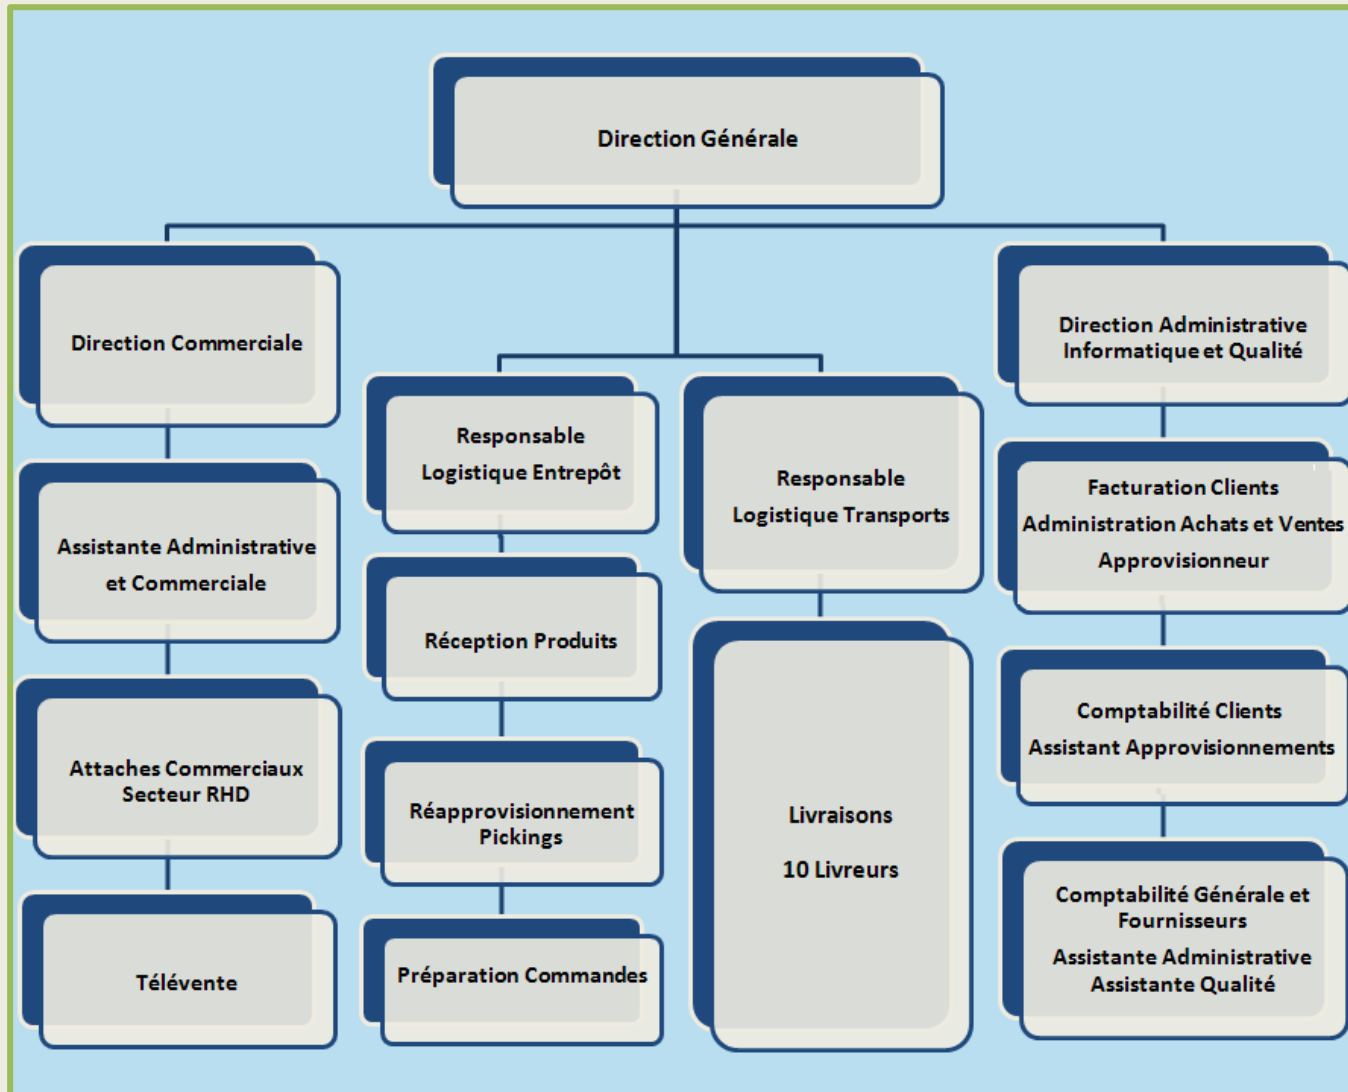 Direction Générale
Direction Commerciale
Assistante Administrative
et Commerciale
Attaches Commerciaux
Secteur RHD
Télévente
Responsable
Logistique Entrepôt
Réception Produits
Réapprovisionnement
Pickings
Préparation Commandes
Responsable
Logistique Transports
Livraisons
10 Livreurs
Direction Administrative
Informatique et Qualité
Facturation Clients
Administration Achats et Ventes
Approvisionneur
Comptabilité Clients
Assistant Approvisionnements
Comptabilité Générale et
Fournisseurs
Assistante Administrative
Assistante Qualité